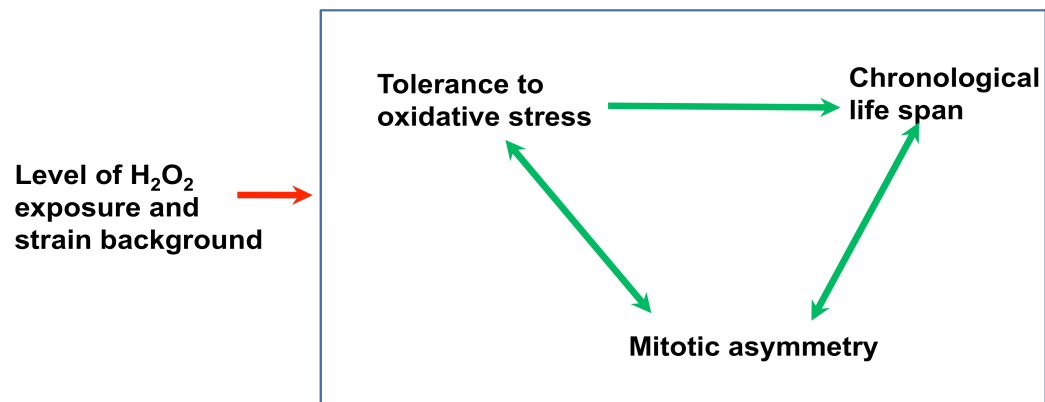 Tolerance to
oxidative stress
Chronological
life span
Level of H₂O₂
exposure and
strain background
Mitotic asymmetry